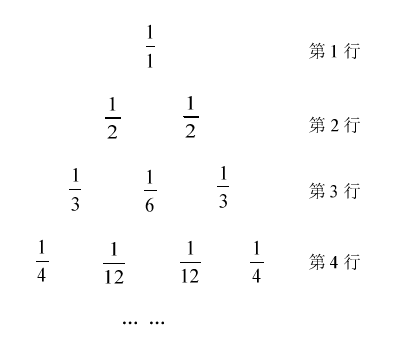 1/1 第 1 行
1/2 1/2 第 2 行
1/3 1/6 1/3 第 3 行
1/4 1/12 1/12 1/4 第 4 行
... ...